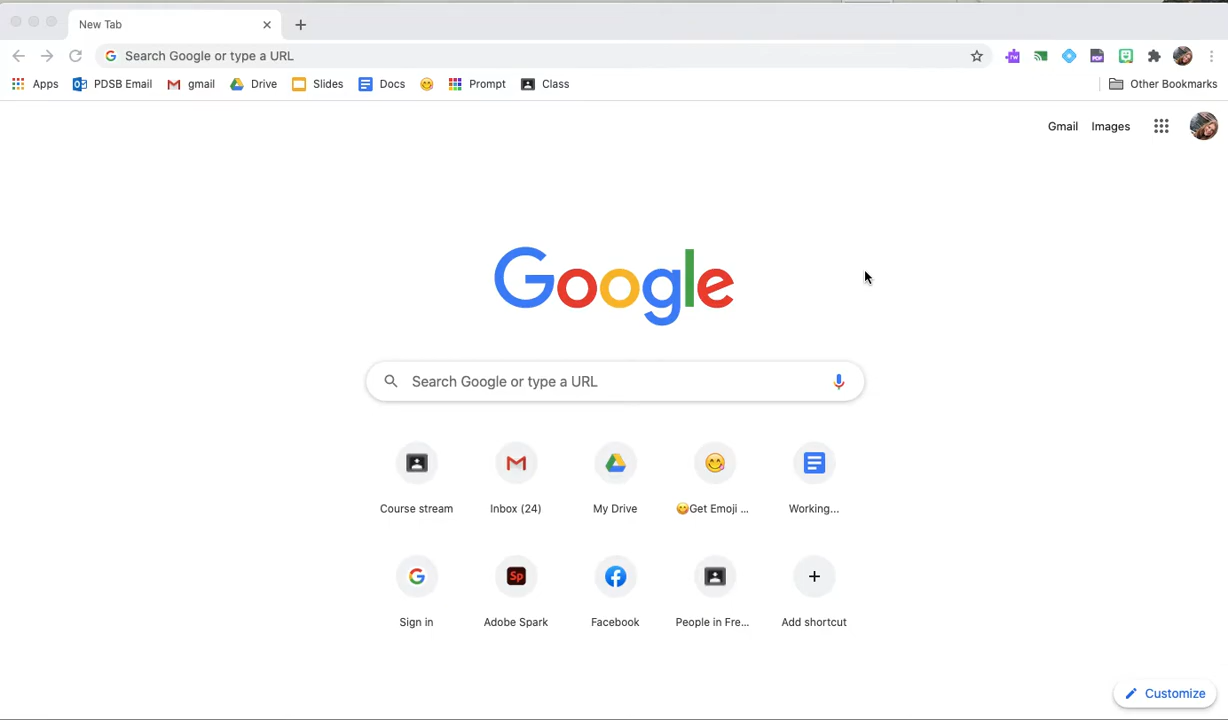 New Tab
Search Google or type a URL
Apps PDSB Email gmail Drive Slides Docs Prompt Class Other Bookmarks
Gmail Images
Google
Search Google or type a URL
Course stream Inbox (24) My Drive 😋Get Emoji ... Working...
Sp
Sign in Adobe Spark Facebook People in Fre... Add shortcut
Customize